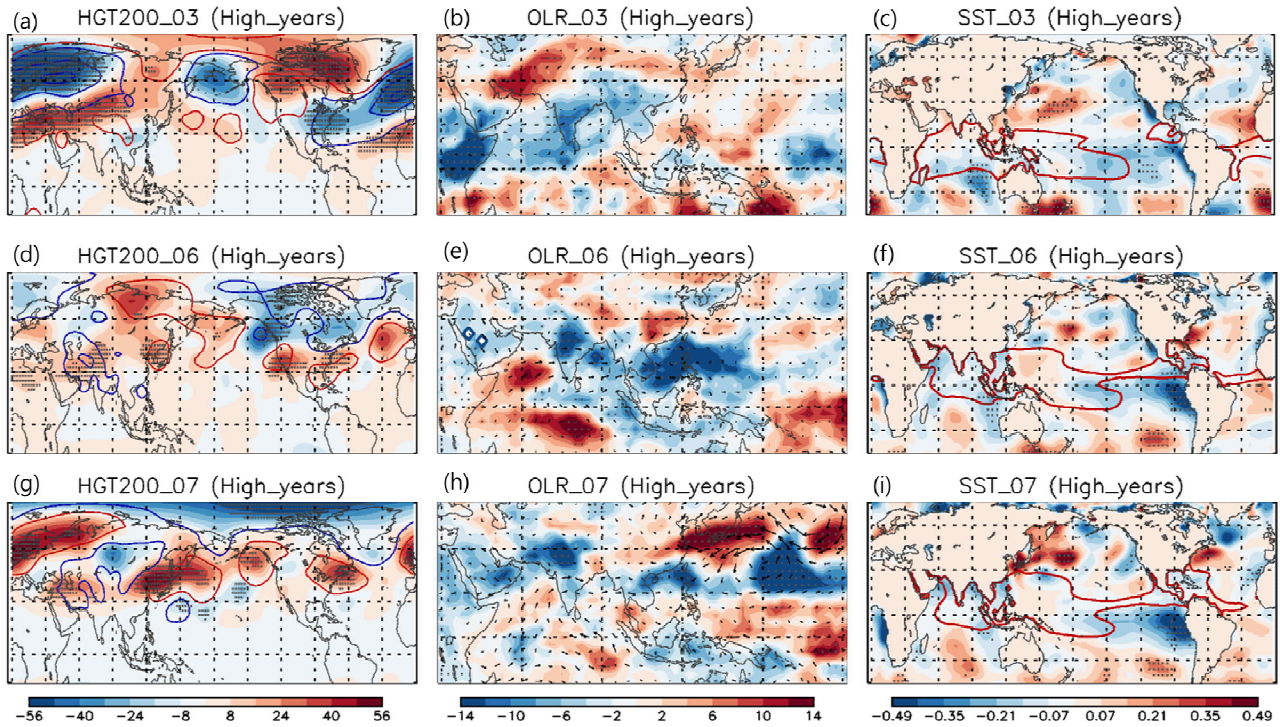 (a) HGT200_03 (High_years)
(b) OLR_03 (High_years)
(c) SST_03 (High_years)
(d) HGT200_06 (High_years)
(e) OLR_06 (High_years)
(f) SST_06 (High_years)
(g) HGT200_07 (High_years)
(h) OLR_07 (High_years)
(i) SST_07 (High_years)
−56 −40 −24 −8 8 24 40 56
−14 −10 −6 −2 2 6 10 14
−0.49 −0.35 −0.21 −0.07 0.07 0.21 0.35 0.49